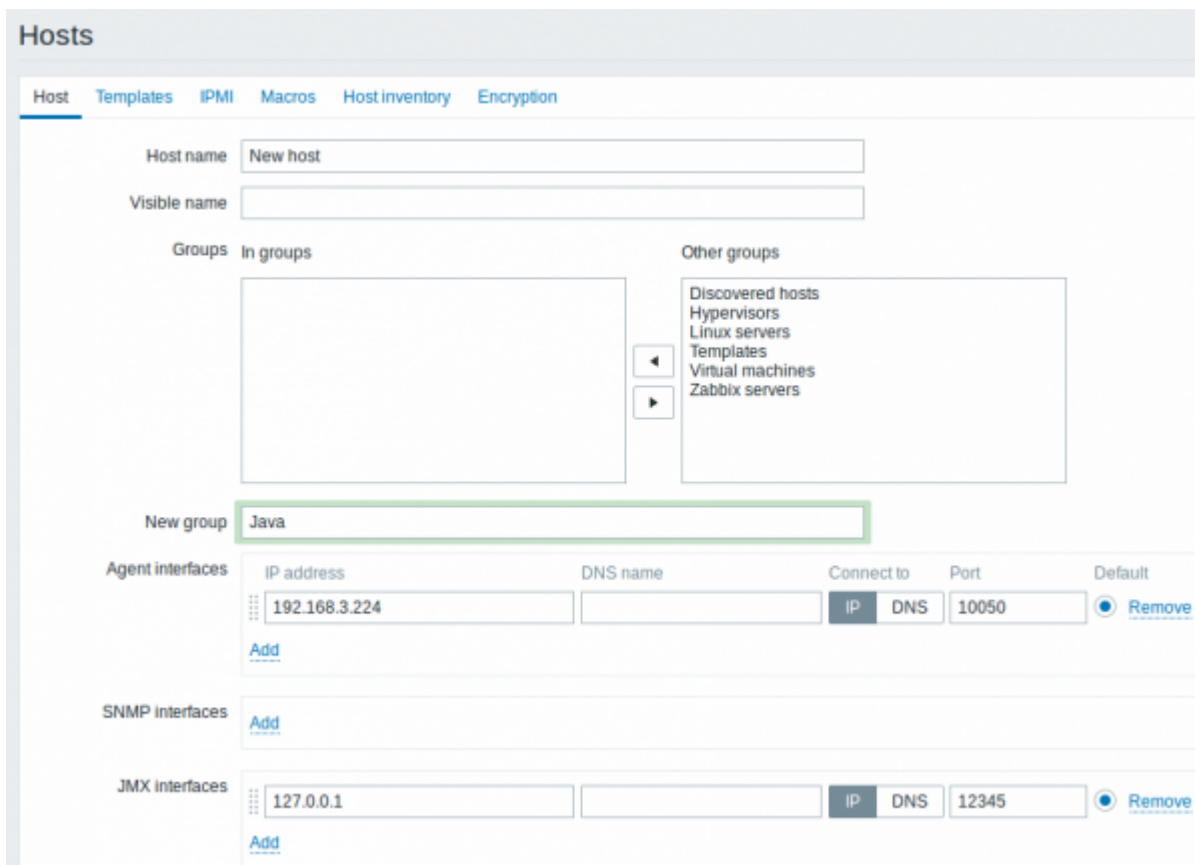 Hosts
Host Templates IPMI Macros Host inventory Encryption
Host name New host
Visible name
Groups In groups Other groups
Discovered hosts
Hypervisors
Linux servers
Templates
Virtual machines
Zabbix servers
New group Java
Agent interfaces IP address DNS name Connect to Port Default
192.168.3.224 IP DNS 10050 Remove
Add
SNMP interfaces Add
JMX interfaces 127.0.0.1 IP DNS 12345 Remove
Add